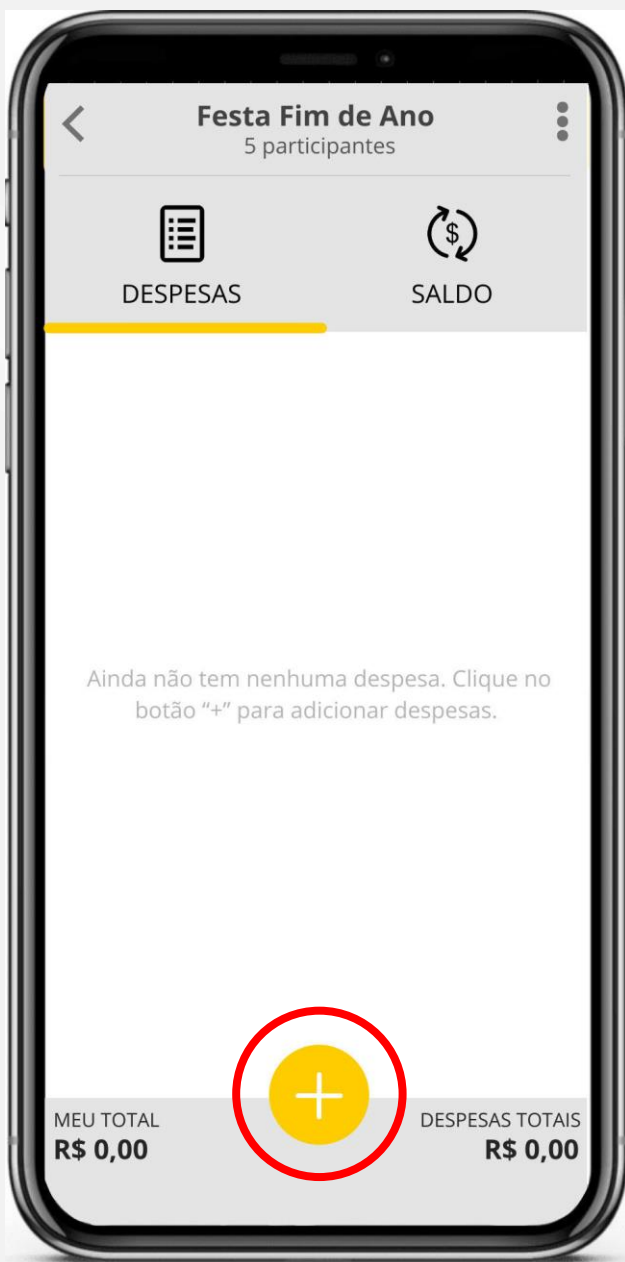 Festa Fim de Ano
5 participantes
DESPESAS
$
SALDO
Ainda não tem nenhuma despesa. Clique no
botão “+” para adicionar despesas.
+
MEU TOTAL
R$ 0,00
DESPESAS TOTAIS
R$ 0,00